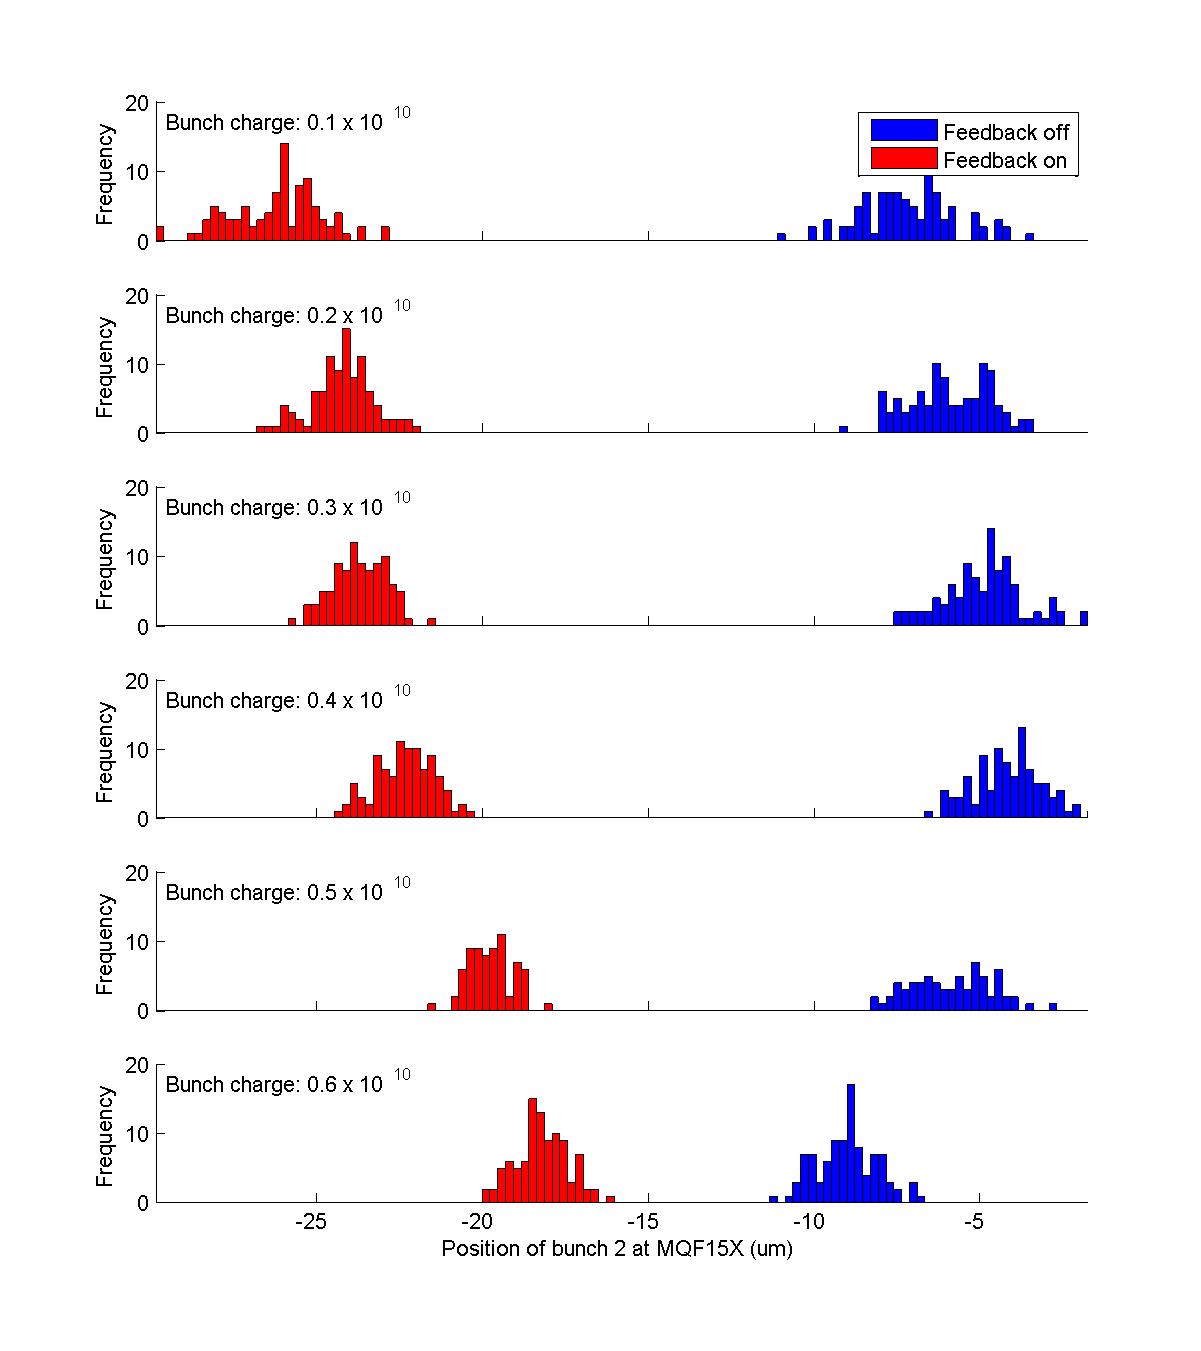 20
10
0
Frequency
Bunch charge: 0.1 x 10 10
Feedback off
Feedback on
20
10
0
Frequency
Bunch charge: 0.2 x 10 10
20
10
0
Frequency
Bunch charge: 0.3 x 10 10
20
10
0
Frequency
Bunch charge: 0.4 x 10 10
20
10
0
Frequency
Bunch charge: 0.5 x 10 10
20
10
0
Frequency
Bunch charge: 0.6 x 10 10
-25 -20 -15 -10 -5
Position of bunch 2 at MQF15X (um)